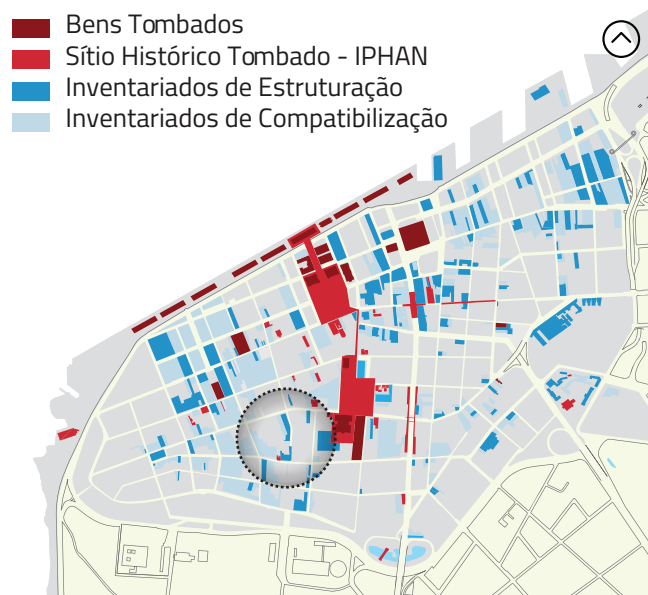 Bens Tombados
Sítio Histórico Tombado - IPHAN
Inventariados de Estruturação
Inventariados de Compatibilização